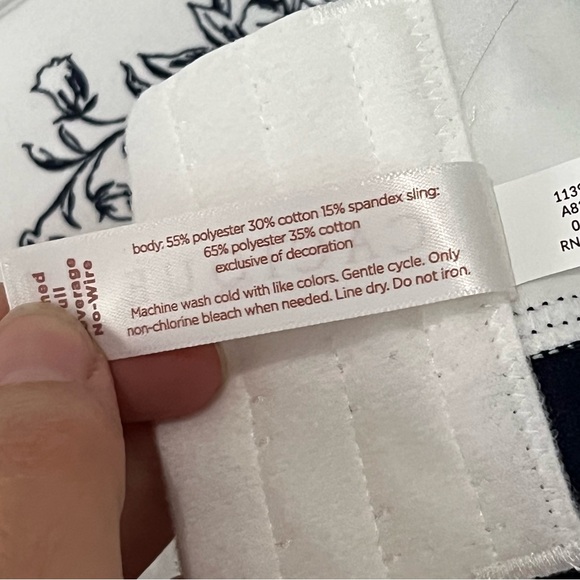 body: 55% polyester 30% cotton 15% spandex sling:
65% polyester 35% cotton
exclusive of decoration
Machine wash cold with like colors. Gentle cycle. Only
non-chlorine bleach when needed. Line dry. Do not iron.
No-Wire